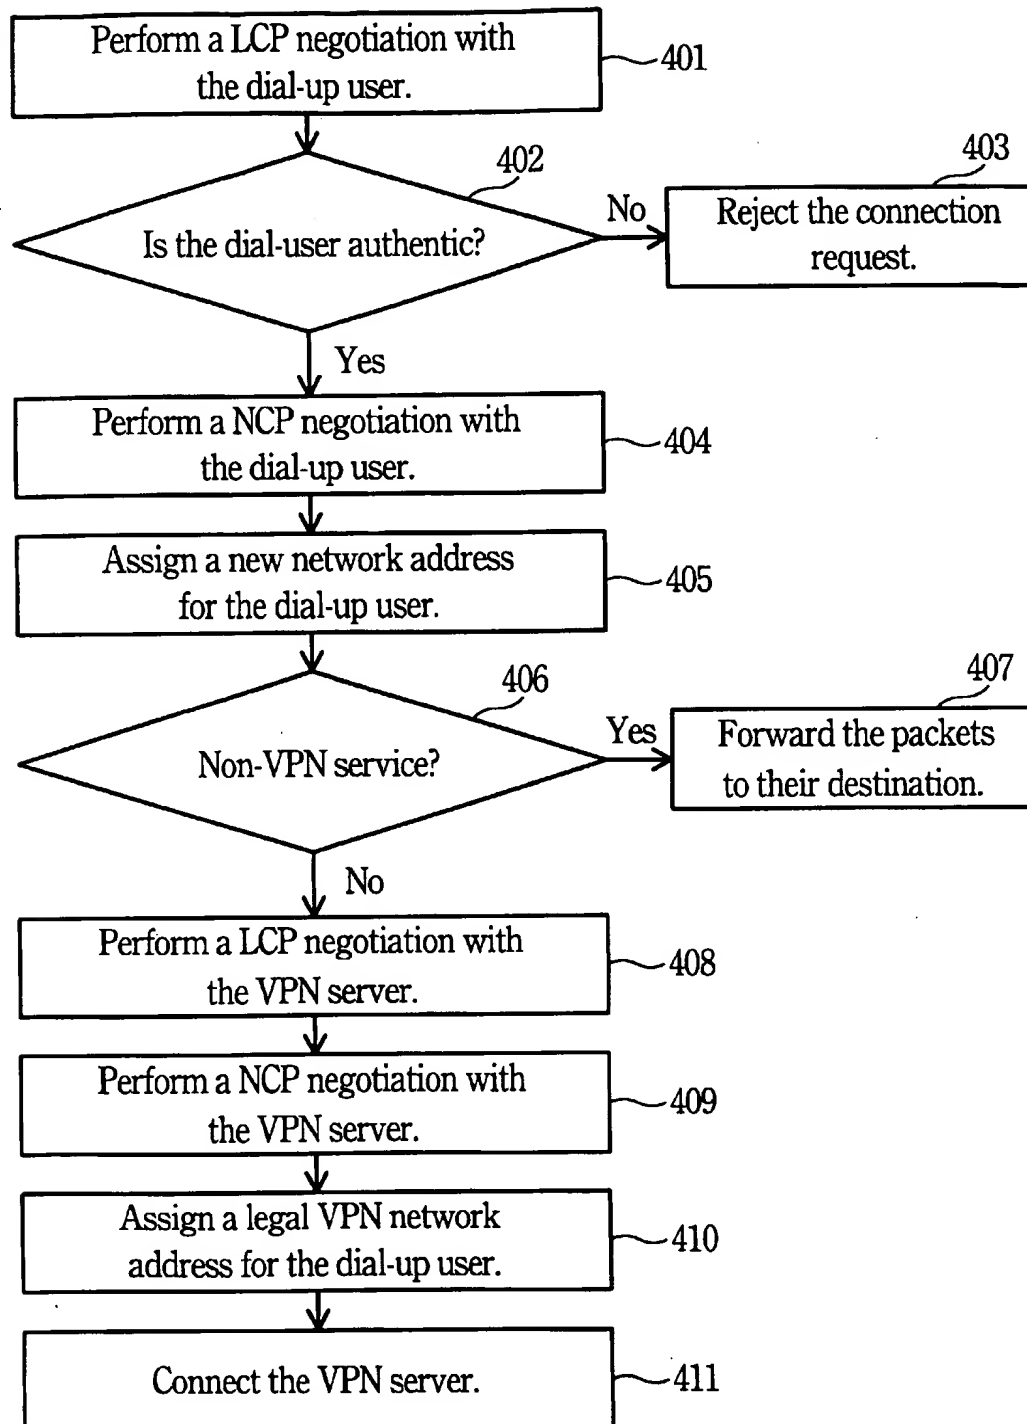 Perform a LCP negotiation with
the dial-up user.
401
402
Is the dial-user authentic?
No
403
Reject the connection
request.
Yes
Perform a NCP negotiation with
the dial-up user.
404
Assign a new network address
for the dial-up user.
405
406
Non-VPN service?
Yes
407
Forward the packets
to their destination.
No
Perform a LCP negotiation with
the VPN server.
408
Perform a NCP negotiation with
the VPN server.
409
Assign a legal VPN network
address for the dial-up user.
410
Connect the VPN server.
411